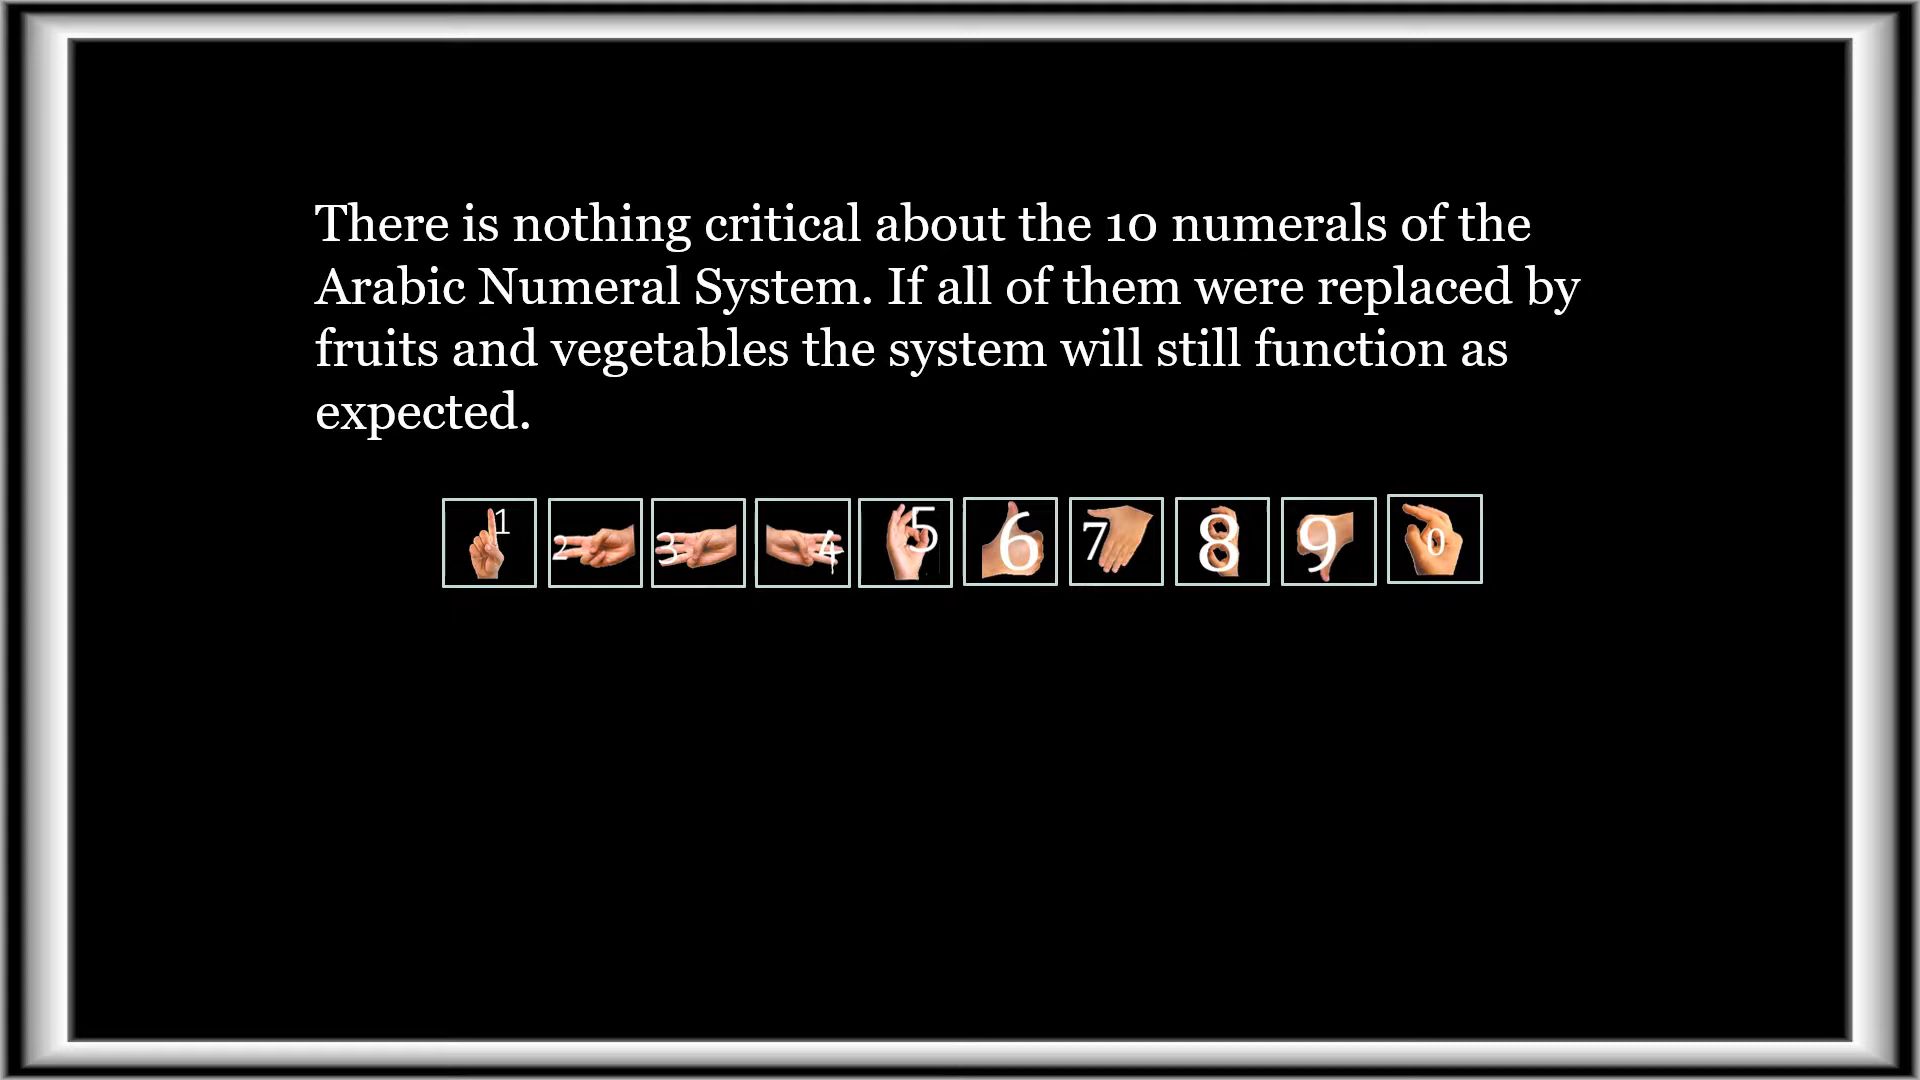 There is nothing critical about the 10 numerals of the
Arabic Numeral System. If all of them were replaced by
fruits and vegetables the system will still function as
expected.
1 2 3 4 5 6 7 8 9 0